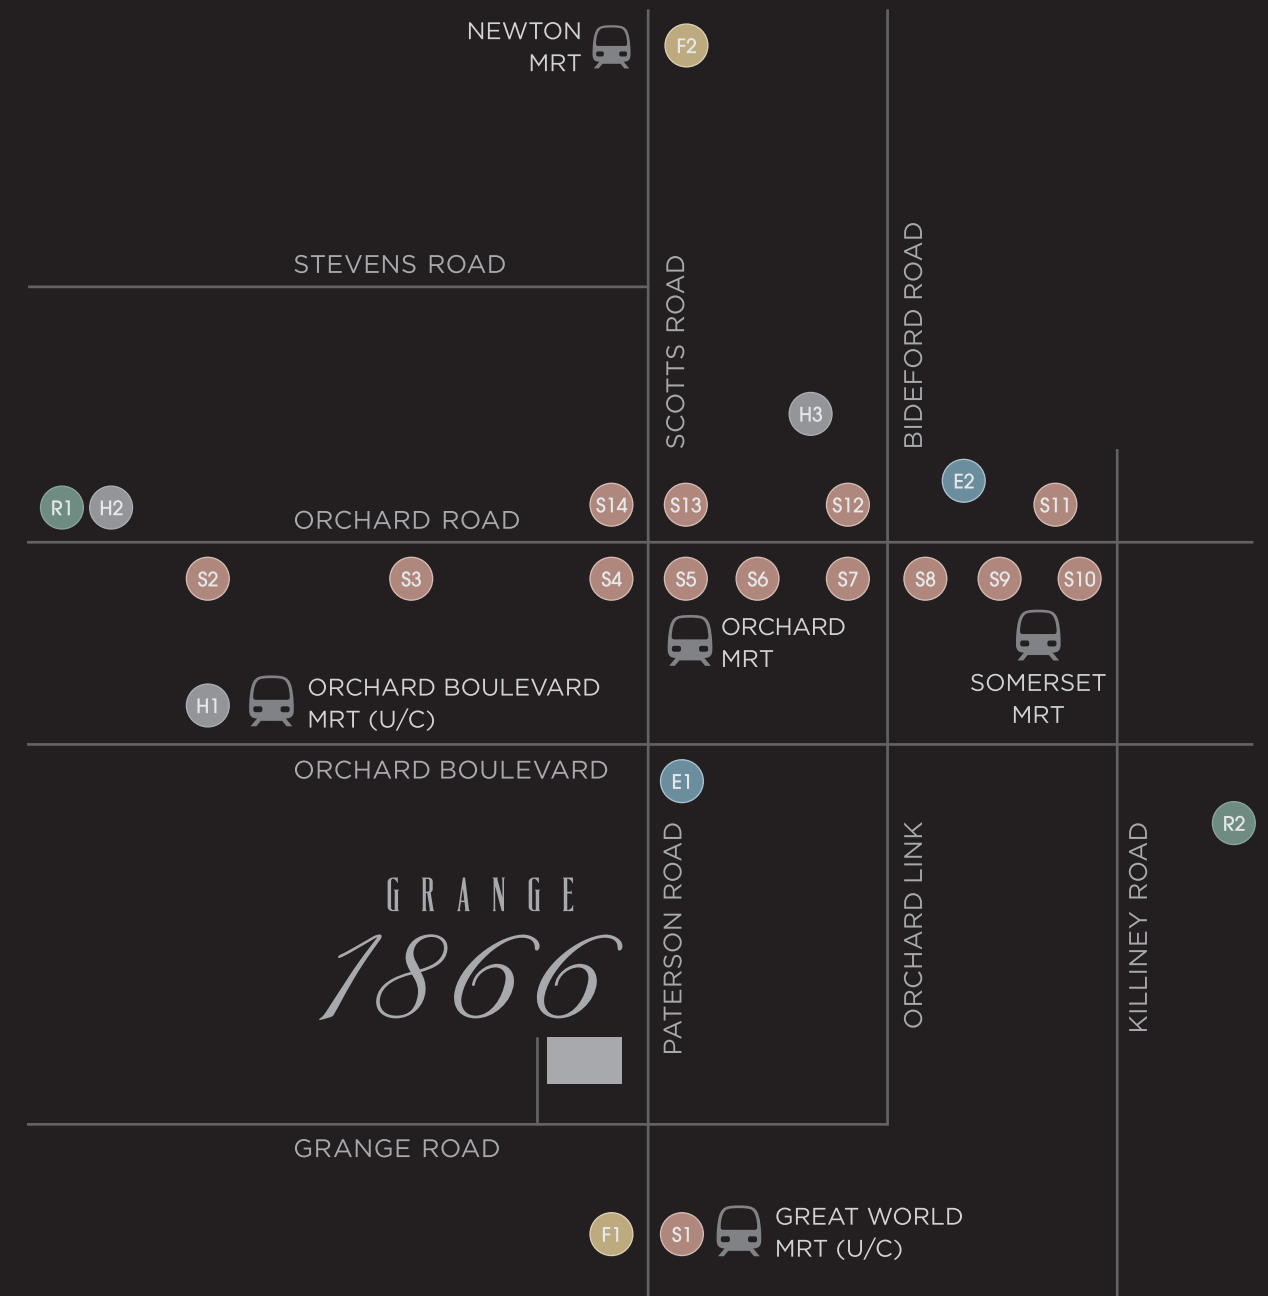 NEWTON
MRT
F2
STEVENS ROAD
SCOTTS ROAD
BIDEFORD ROAD
H3
E2
R1
H2
ORCHARD ROAD
S14
S13
S12
S11
S2
S3
S4
S5
S6
S7
S8
S9
S10
ORCHARD
MRT
SOMERSET
MRT
H1
ORCHARD BOULEVARD
MRT (U/C)
ORCHARD BOULEVARD
E1
R2
PATERSON ROAD
ORCHARD LINK
KILLINEY ROAD
GRANGE
1866
GRANGE ROAD
F1
S1
GREAT WORLD
MRT (U/C)